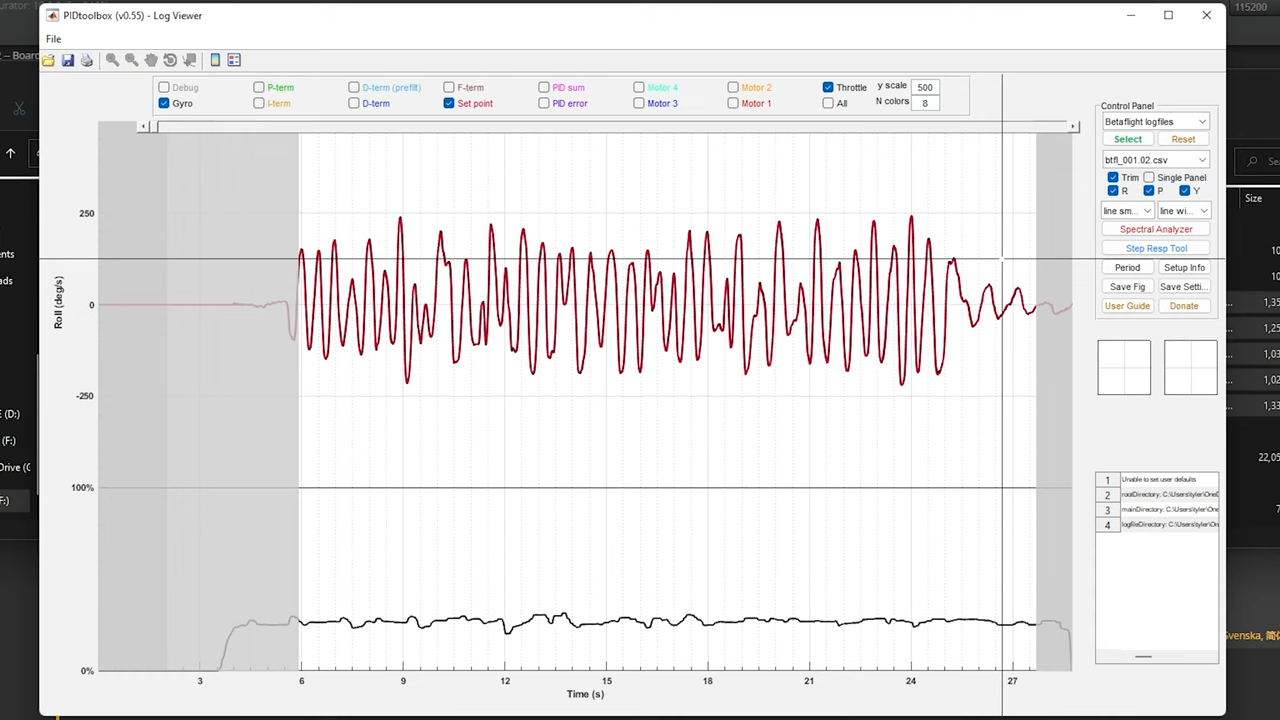 115200
PIDtoolbox (v0.55) - Log Viewer
File
Debug P-term D-term (prefilt) F-term PID sum Motor 4 Motor 2 Throttle y scale 500
Gyro I-term D-term Set point PID error Motor 3 Motor 1 All N colors 8
Control Panel
Betaflight logfiles
Select Reset
btfl_001.02.csv
Trim Single Panel
R P Y
line sm... line wi...
Spectral Analyzer
Step Resp Tool
Period Setup Info
Save Fig Save Setti...
User Guide Donate
1 Unable to set user defaults
2 rootDirectory: C:\Users\tyler\One
3 mainDirectory: C:\Users\tyler\One
4 logfileDirectory: C:\Users\tyler\On
250
0
-250
Roll (deg/s)
100%
0%
3 6 9 12 15 18 21 24 27
Time (s)
Size
(D:)
(F:)
Svenska,